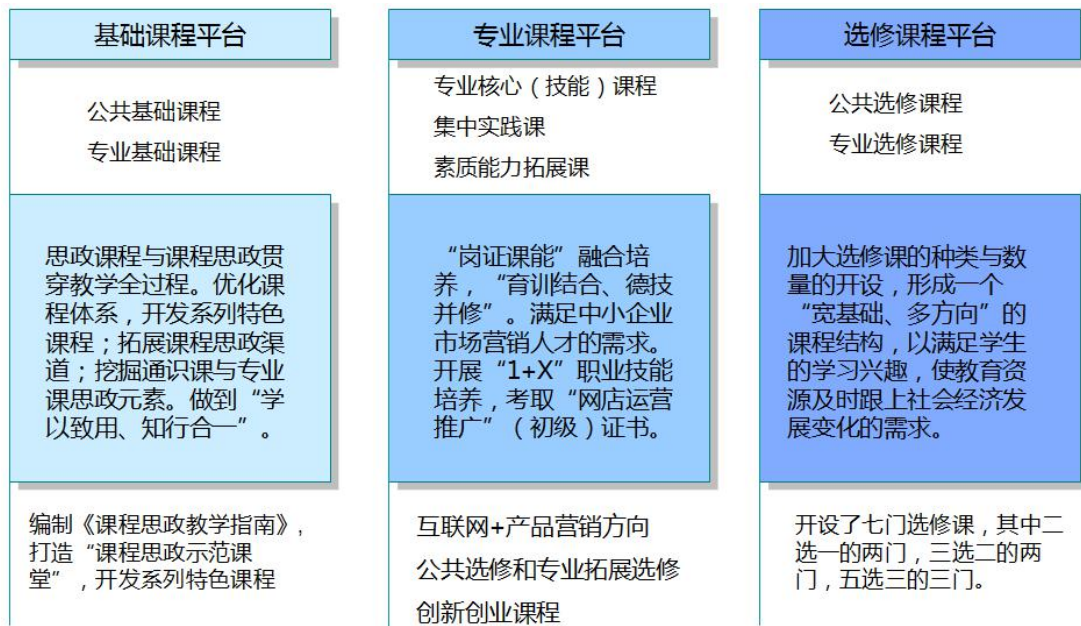 基础课程平台
公共基础课程
专业基础课程
思政课程与课程思政贯
穿教学全过程。优化课
程体系，开发系列特色
课程；拓展课程思政渠
道；挖掘通识课与专业
课思政元素。做到“学
以致用、知行合一”。
编制《课程思政教学指南》,
打造“课程思政示范课
堂”，开发系列特色课程
专业课程平台
专业核心（技能）课程
集中实践课
素质能力拓展课
“岗证课能”融合培
养，“育训结合、德技
并修”。满足中小企业
市场营销人才的需求。
开展“1+X”职业技能
培养，考取“网店运营
推广”（初级）证书。
互联网+产品营销方向
公共选修和专业拓展选修
创新创业课程
选修课程平台
公共选修课程
专业选修课程
加大选修课的种类与数
量的开设，形成一个
“宽基础、多方向”的
课程结构，以满足学生
的学习兴趣，使教育资
源及时跟上社会经济发
展变化的需求。
开设了七门选修课，其中二
选一的两门，三选二的两
门，五选三的三门。